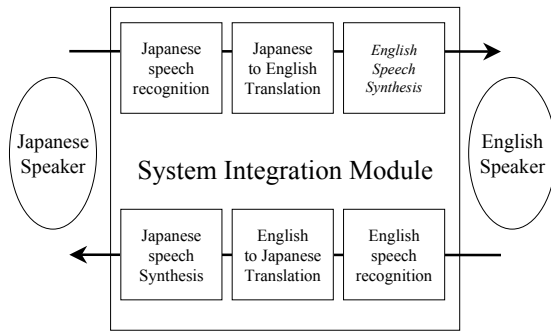 Japanese
speech
recognition
Japanese
to English
Translation
English
Speech
Synthesis
Japanese
Speaker
System Integration Module
English
Speaker
Japanese
speech
Synthesis
English
to Japanese
Translation
English
speech
recognition